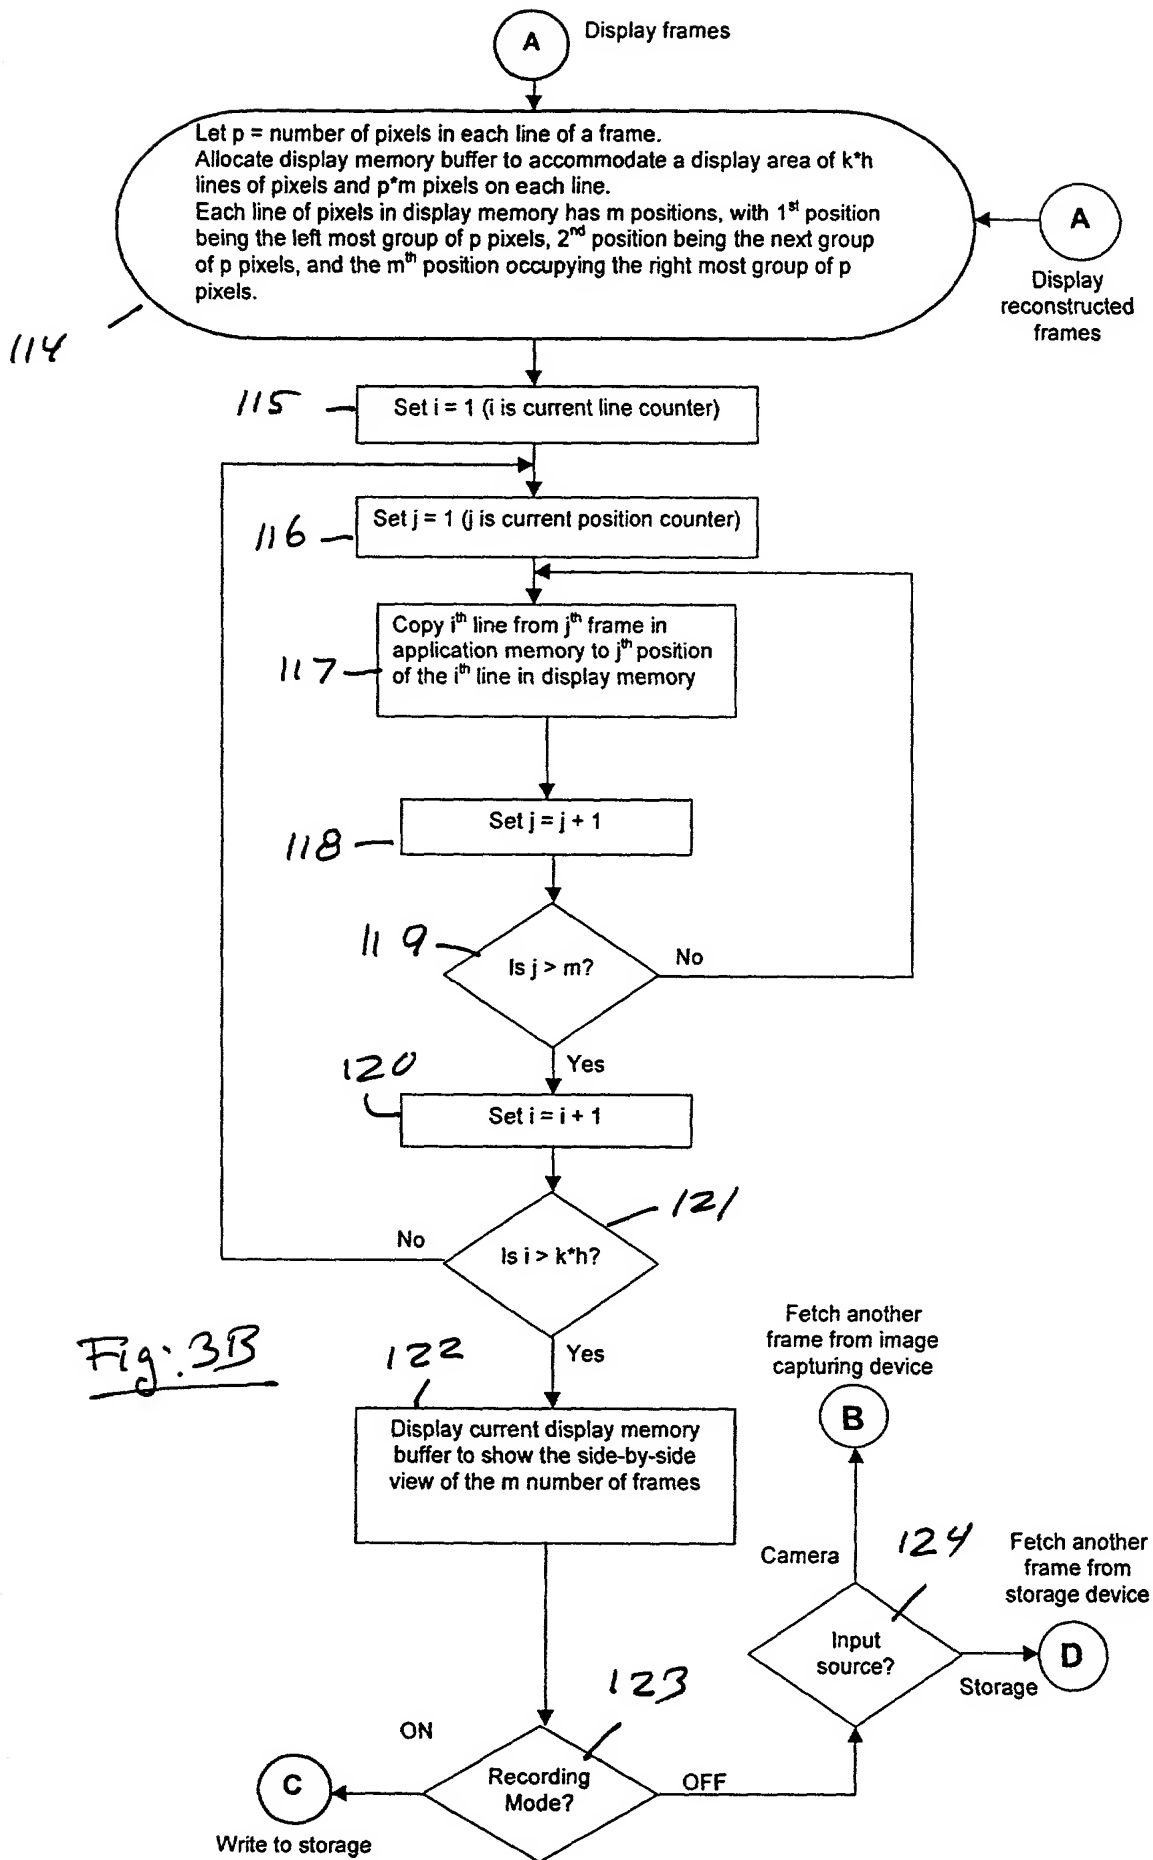 A
Display frames
Let p = number of pixels in each line of a frame.
Allocate display memory buffer to accommodate a display area of k*h
lines of pixels and p*m pixels on each line.
Each line of pixels in display memory has m positions, with 1st position
being the left most group of p pixels, 2nd position being the next group
of p pixels, and the mth position occupying the right most group of p
pixels.
A
Display
reconstructed
frames
114
115
Set i = 1 (i is current line counter)
116
Set j = 1 (j is current position counter)
117
Copy ith line from jth frame in
application memory to jth position
of the ith line in display memory
118
Set j = j + 1
119
Is j > m?
No
Yes
120
Set i = i + 1
121
Is i > k*h?
No
Yes
Fig: 3B
122
Display current display memory
buffer to show the side-by-side
view of the m number of frames
Fetch another
frame from image
capturing device
B
Camera
124
Input
source?
Fetch another
frame from
storage device
D
Storage
123
Recording
Mode?
ON
OFF
C
Write to storage